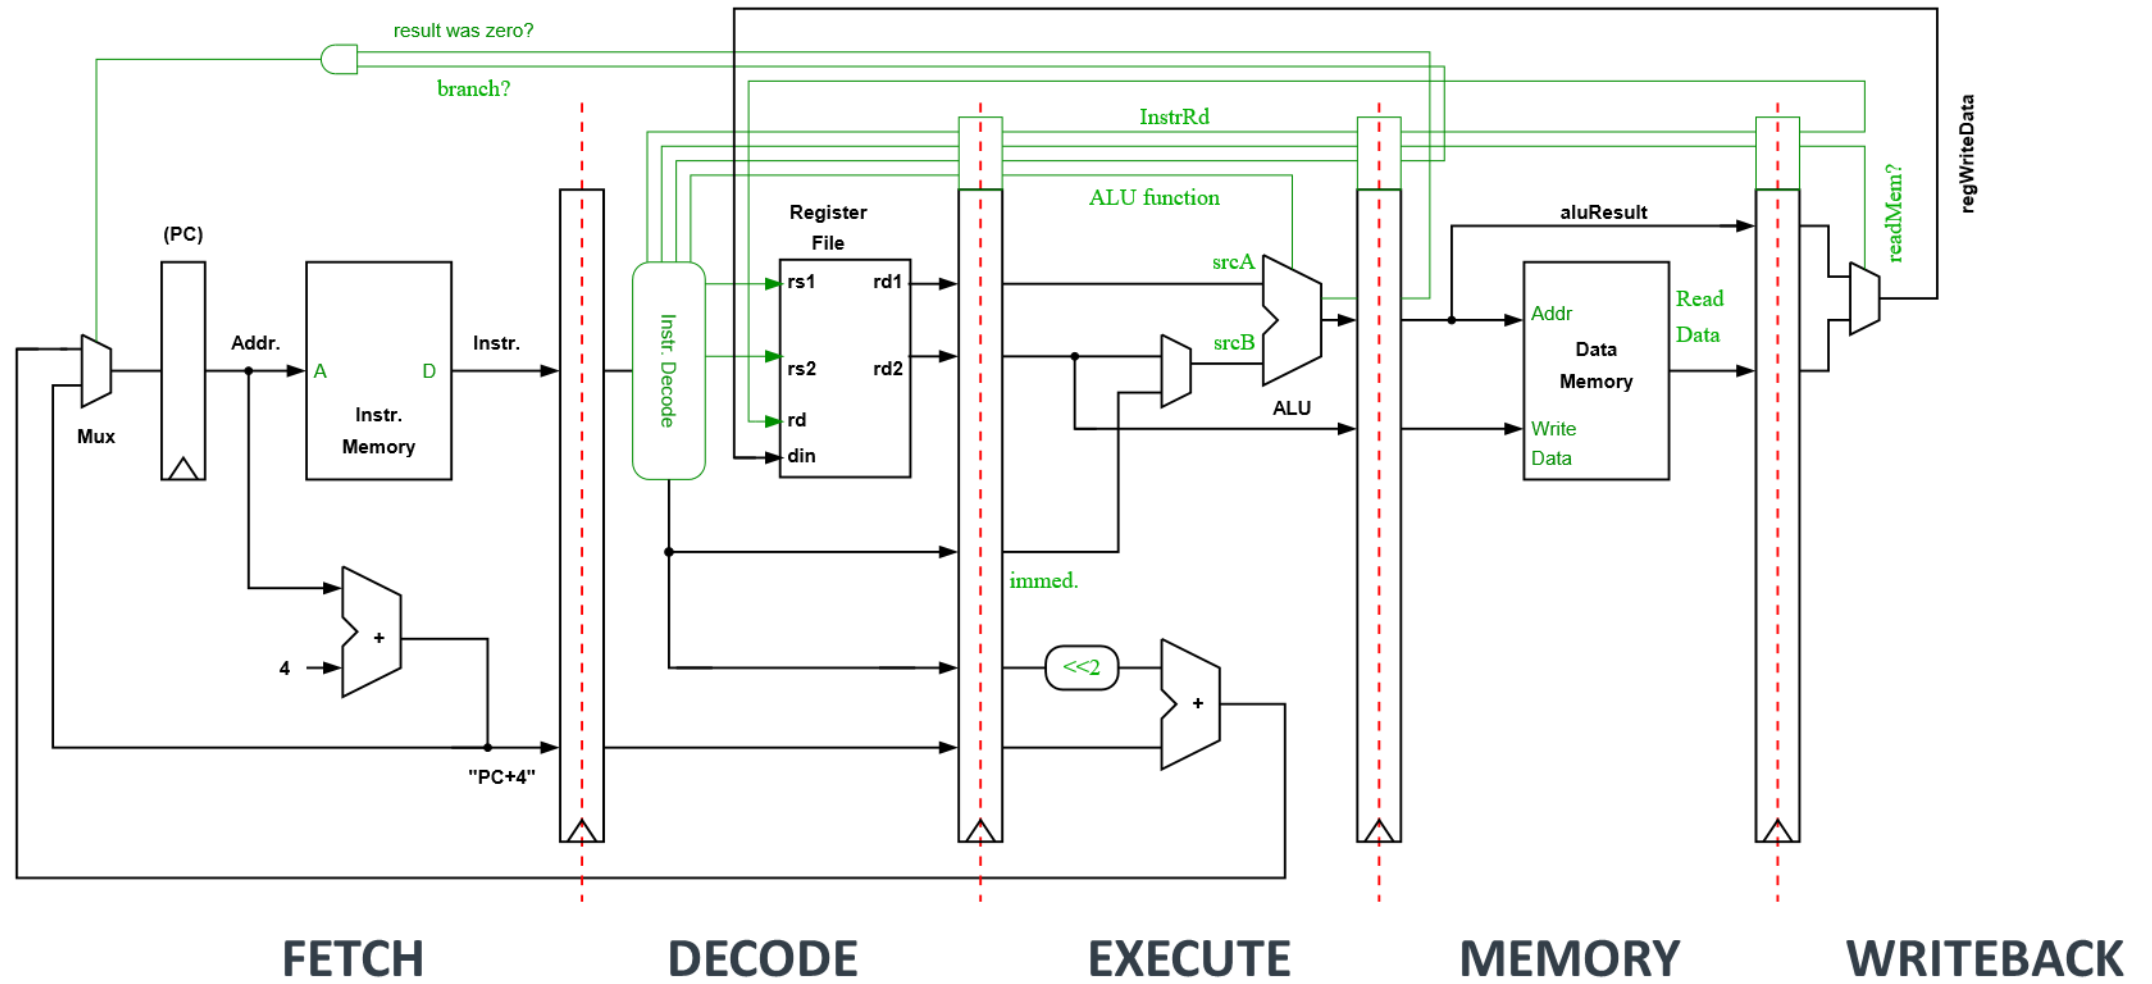 result was zero?
branch?
InstrRd
ALU function
regWriteData
readMem?
(PC)
Register
File
aluResult
rs1
rd1
srcA
Addr.
Instr.
A
D
Instr.
Memory
Instr. Decode
rs2
rd2
srcB
Addr
Read
Data
Data
Memory
Mux
rd
din
ALU
Write
Data
immed.
+
4
<<2
+
"PC+4"
FETCH
DECODE
EXECUTE
MEMORY
WRITEBACK